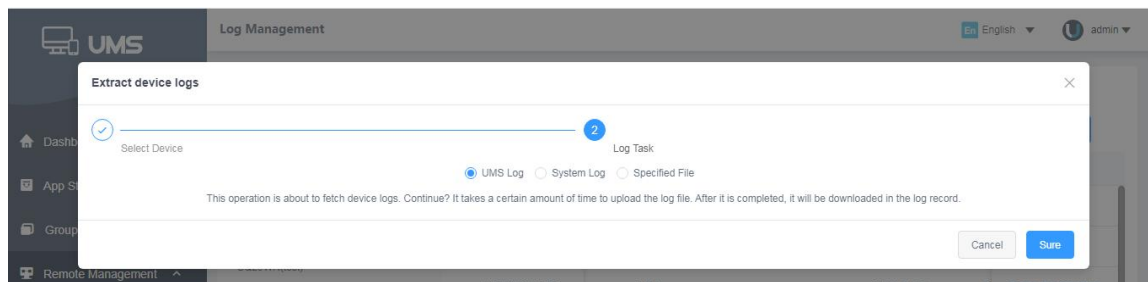 UMS
Log Management
En English
admin
Extract device logs
2
Select Device
Log Task
UMS Log System Log Specified File
This operation is about to fetch device logs. Continue? It takes a certain amount of time to upload the log file. After it is completed, it will be downloaded in the log record.
Cancel Sure
Dashb
App St
Group
Remote Management